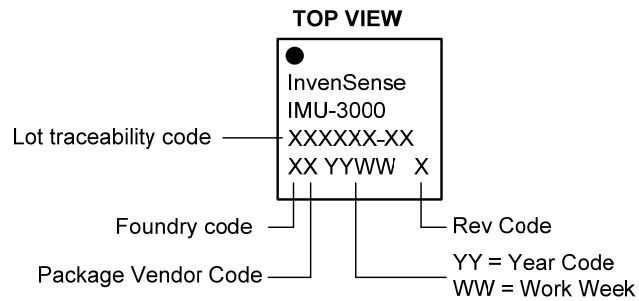 TOP VIEW
InvenSense
IMU-3000
Lot traceability code
XXXXXX-XX
XX YYWW X
Foundry code
Rev Code
Package Vendor Code
YY = Year Code
WW = Work Week